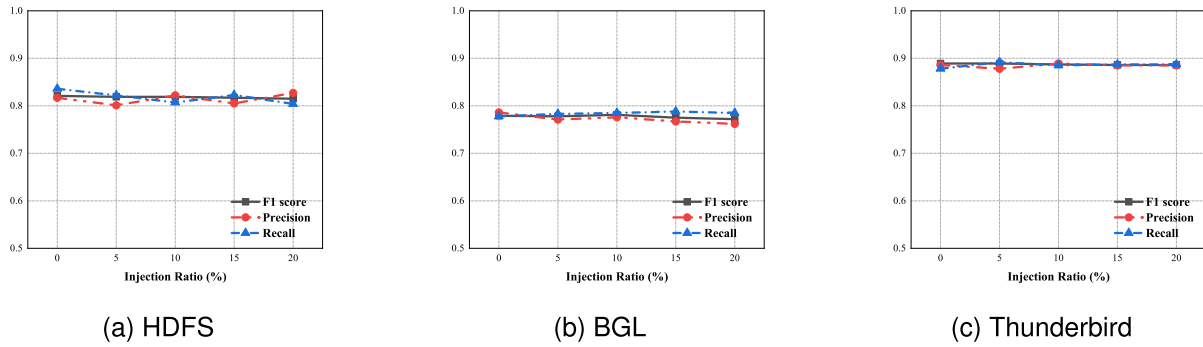 1.0
0.9
0.8
0.7
0.6
0.5
0 5 10 15 20
Injection Ratio (%)
F1 score
Precision
Recall
(a) HDFS
1.0
0.9
0.8
0.7
0.6
0.5
0 5 10 15 20
Injection Ratio (%)
F1 score
Precision
Recall
(b) BGL
1.0
0.9
0.8
0.7
0.6
0.5
0 5 10 15 20
Injection Ratio (%)
F1 score
Precision
Recall
(c) Thunderbird